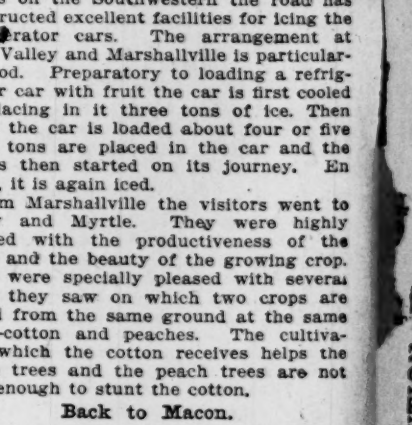 on the Southwestern the road has
ructed excellent facilities for icing the
erator cars. The arrangement at
Valley and Marshallville is particular-
od. Preparatory to loading a refrig-
r car with fruit the car is first cooled
lacing in it three tons of ice. Then
the car is loaded about four or five
tons are placed in the car and the
s then started on its journey. En
, it is again iced.
m Marshallville the visitors went to
and Myrtle. They were highly
ed with the productiveness of the
and the beauty of the growing crop.
were specially pleased with several
they saw on which two crops are
from the same ground at the same
-cotton and peaches. The cultiva-
which the cotton receives helps the
trees and the peach trees are not
enough to stunt the cotton.
Back to Macon.